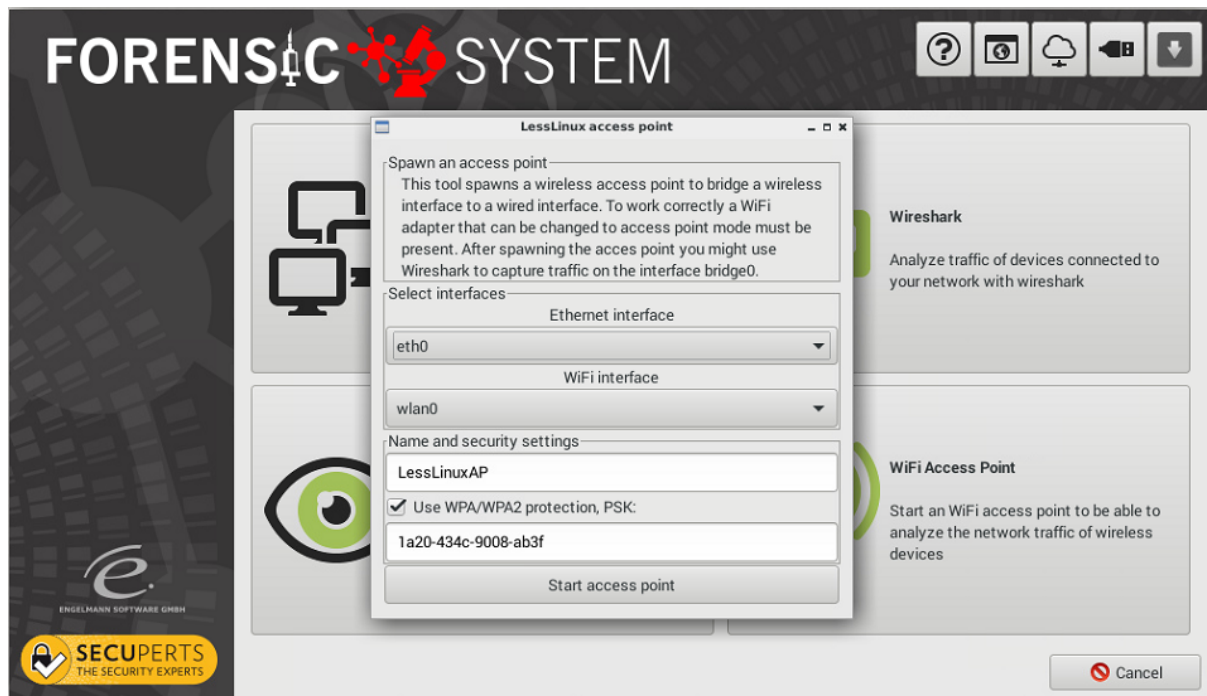 FORENSIC SYSTEM
LessLinux access point
Spawn an access point
This tool spawns a wireless access point to bridge a wireless
interface to a wired interface. To work correctly a WiFi
adapter that can be changed to access point mode must be
present. After spawning the acces point you might use
Wireshark to capture traffic on the interface bridge0.
Select interfaces
Ethernet interface
eth0
WiFi interface
wlan0
Name and security settings
LessLinuxAP
Use WPA/WPA2 protection, PSK:
1a20-434c-9008-ab3f
Start access point
Wireshark
Analyze traffic of devices connected to
your network with wireshark
WiFi Access Point
Start an WiFi access point to be able to
analyze the network traffic of wireless
devices
e.
ENGELMANN SOFTWARE GMBH
SECUPERTS
THE SECURITY EXPERTS
Cancel